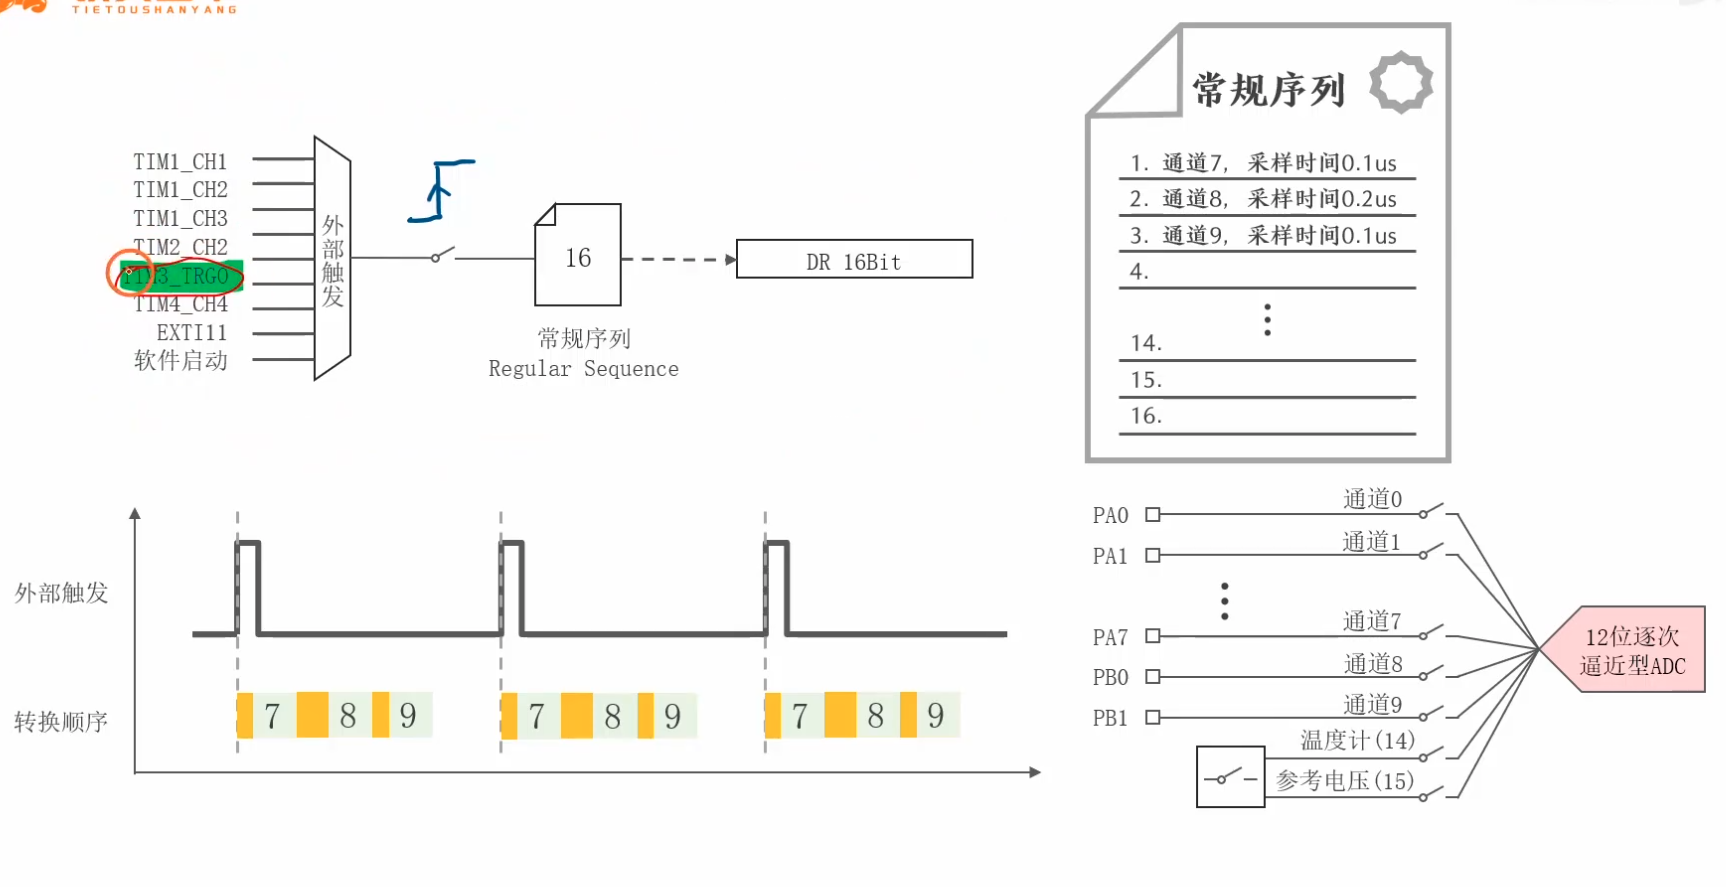 TIETOUSHANYANG
常规序列
1. 通道7, 采样时间0.1us
2. 通道8, 采样时间0.2us
3. 通道9, 采样时间0.1us
4.
14.
15.
16.
TIM1_CH1
TIM1_CH2
TIM1_CH3
TIM2_CH2
TIM3_TRGO
TIM4_CH4
EXTI11
软件启动
外部触发
16
常规序列
Regular Sequence
DR 16Bit
外部触发
转换顺序
7 8 9
7 8 9
7 8 9
PA0 通道0
PA1 通道1
PA7 通道7
PB0 通道8
PB1 通道9
温度计(14)
参考电压(15)
12位逐次
逼近型ADC